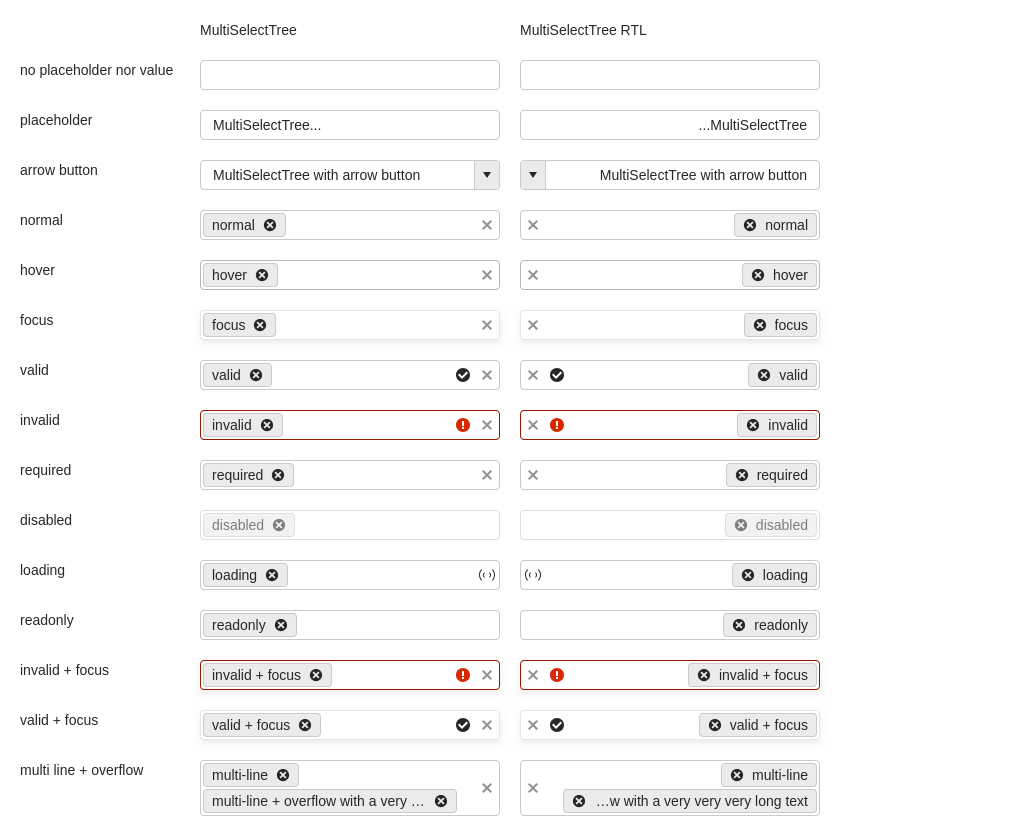 MultiSelectTree MultiSelectTree RTL
no placeholder nor value
placeholder MultiSelectTree... ...MultiSelectTree
arrow button MultiSelectTree with arrow button MultiSelectTree with arrow button
normal normal normal
hover hover hover
focus focus focus
valid valid valid
invalid invalid invalid
required required required
disabled disabled disabled
loading loading loading
readonly readonly readonly
invalid + focus invalid + focus invalid + focus
valid + focus valid + focus valid + focus
multi line + overflow multi-line multi-line
multi-line + overflow with a very … …w with a very very very long text